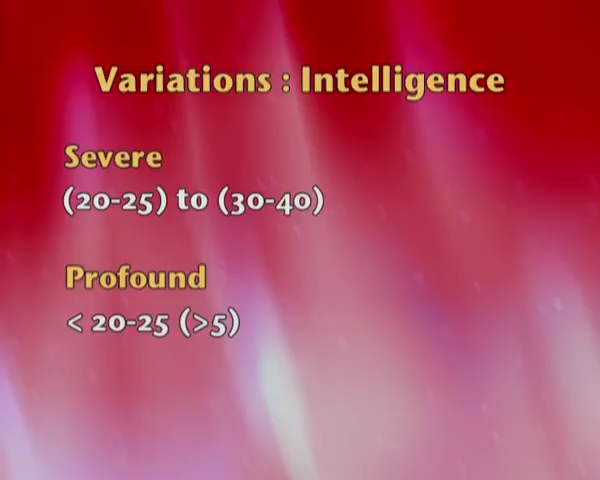 Variations : Intelligence
Severe
(20-25) to (30-40)
Profound
< 20-25 (>5)